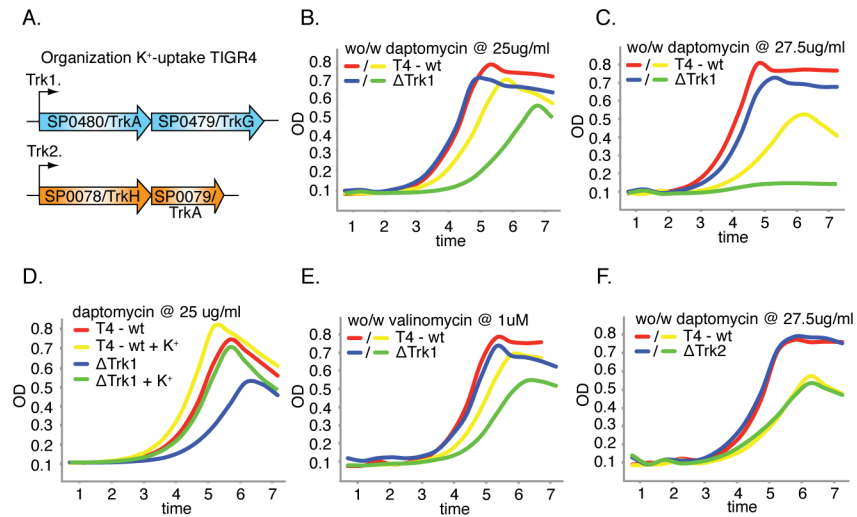 A.
Organization K⁺-uptake TIGR4
Trk1.
SP0480/TrkA SP0479/TrkG
Trk2.
SP0078/TrkH SP0079/
TrkA
B.
wo/w daptomycin @ 25ug/ml
/ T4 - wt
/ ΔTrk1
OD
0.8
0.7
0.6
0.5
0.4
0.3
0.2
0.1
1 2 3 4 5 6 7
time
C.
wo/w daptomycin @ 27.5ug/ml
/ T4 - wt
/ ΔTrk1
OD
0.8
0.7
0.6
0.5
0.4
0.3
0.2
0.1
1 2 3 4 5 6 7
time
D.
daptomycin @ 25 ug/ml
T4 - wt
T4 - wt + K⁺
ΔTrk1
ΔTrk1 + K⁺
OD
0.8
0.7
0.6
0.5
0.4
0.3
0.2
0.1
1 2 3 4 5 6 7
time
E.
wo/w valinomycin @ 1uM
/ T4 - wt
/ ΔTrk1
OD
0.8
0.7
0.6
0.5
0.4
0.3
0.2
0.1
1 2 3 4 5 6 7
time
F.
wo/w daptomycin @ 27.5ug/ml
/ T4 - wt
/ ΔTrk2
OD
0.8
0.7
0.6
0.5
0.4
0.3
0.2
0.1
1 2 3 4 5 6 7
time